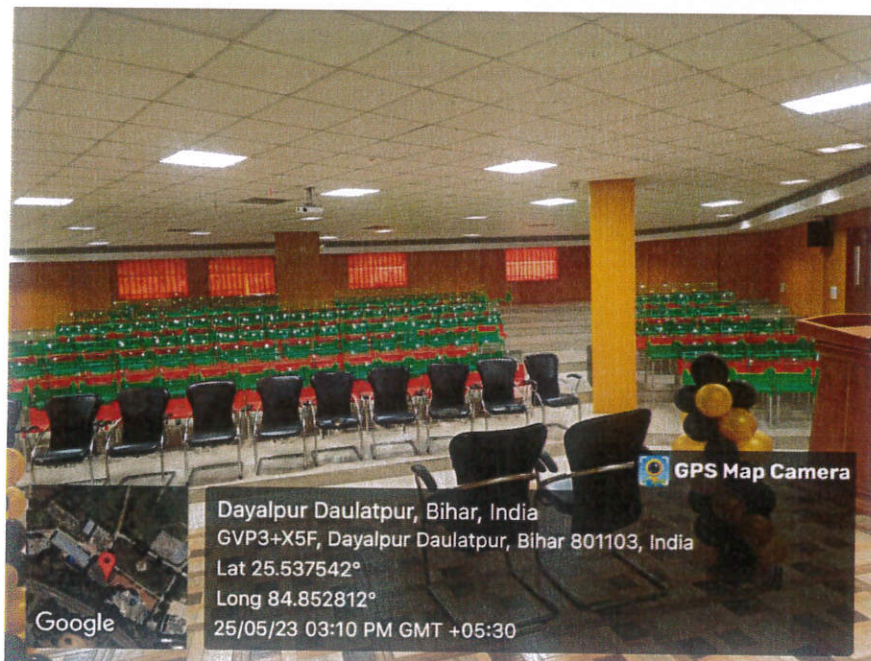 GPS Map Camera
Dayalpur Daulatpur, Bihar, India
GVP3+X5F, Dayalpur Daulatpur, Bihar 801103, India
Lat 25.537542°
Long 84.852812°
25/05/23 03:10 PM GMT +05:30
Google